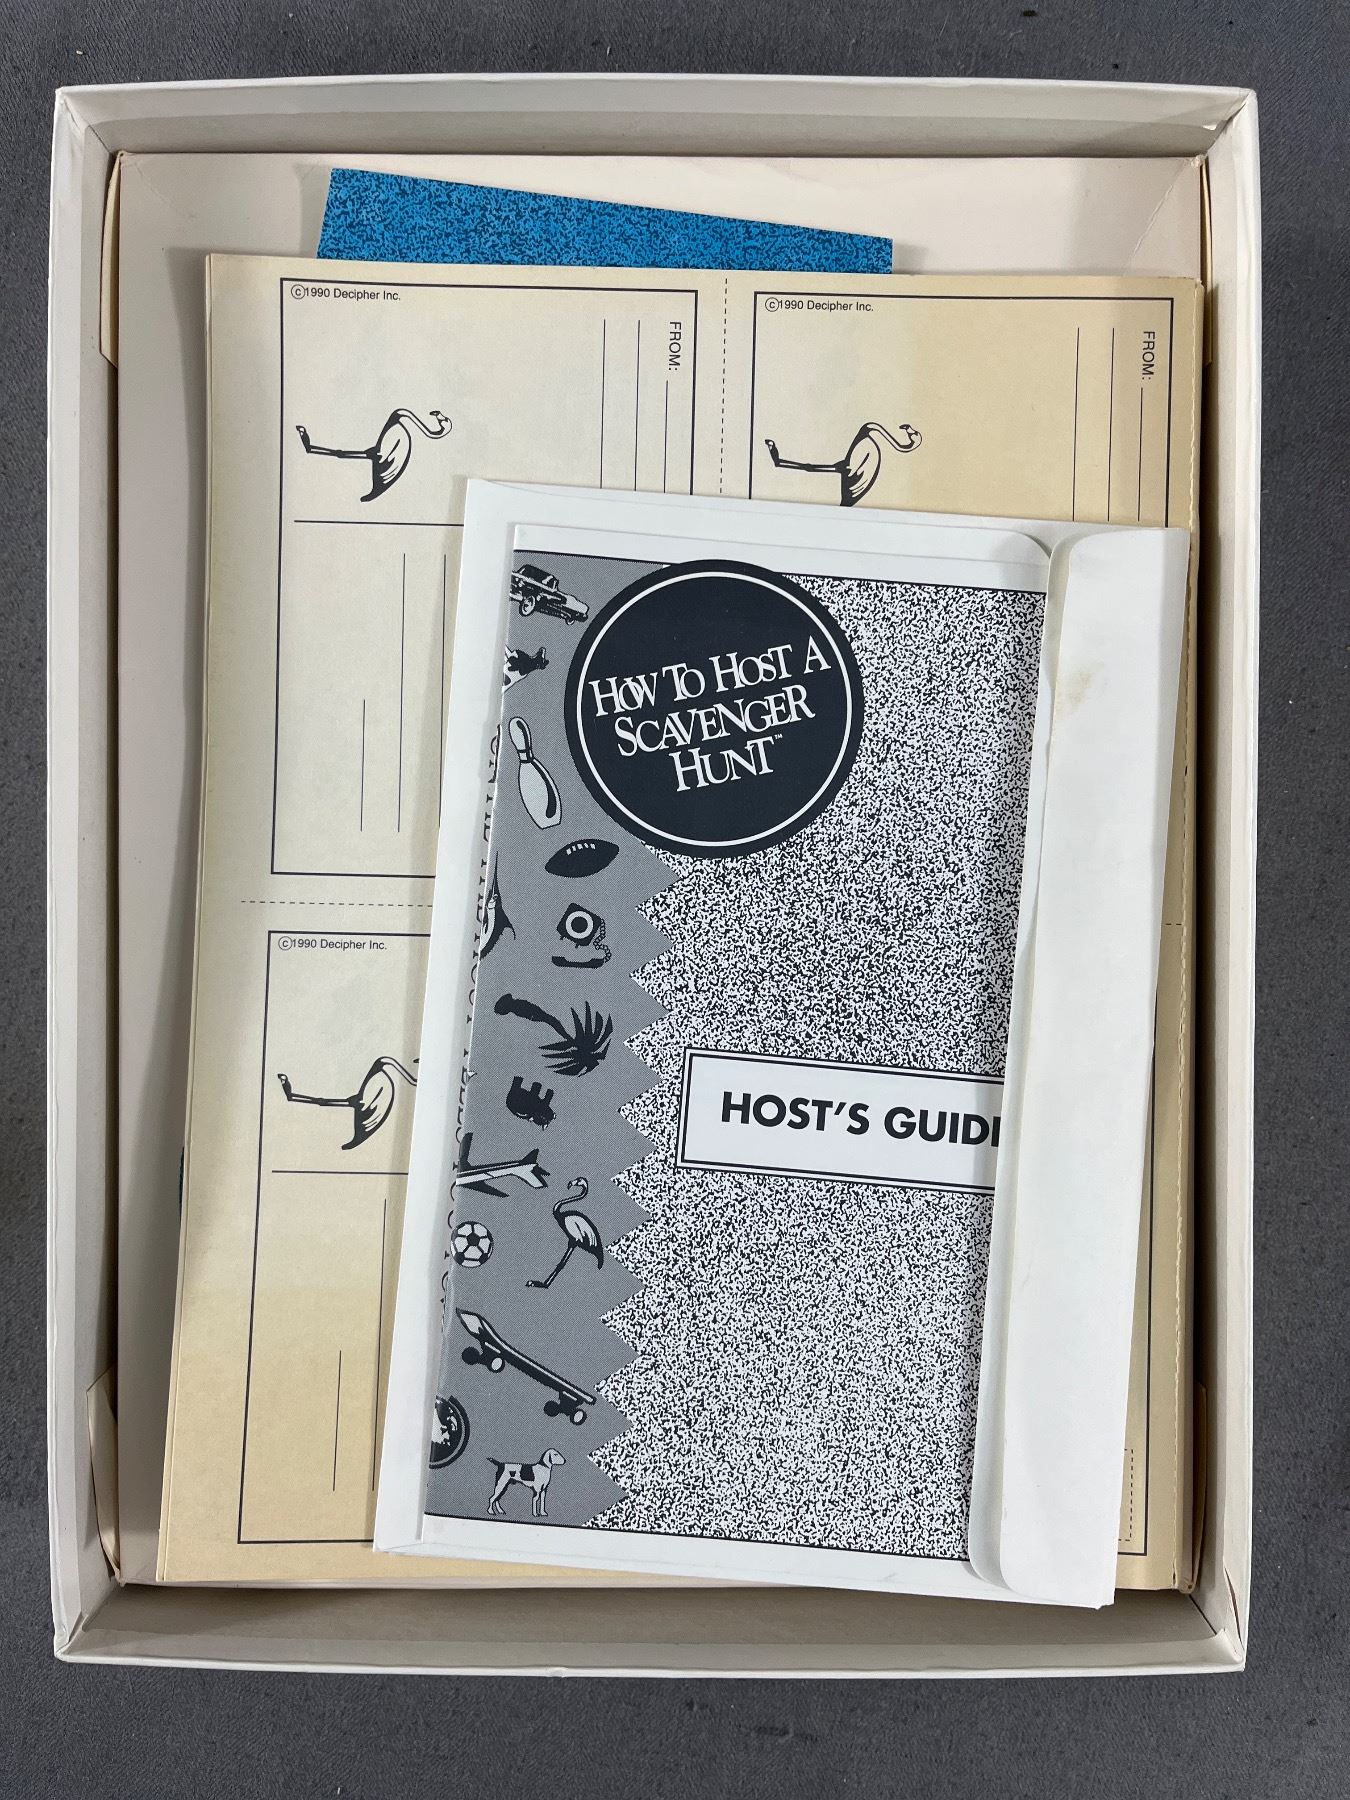 ©1990 Decipher Inc.
FROM:
©1990 Decipher Inc.
FROM:
HOW TO HOST A
SCAVENGER
HUNT™
HOST'S GUIDE
©1990 Decipher Inc.